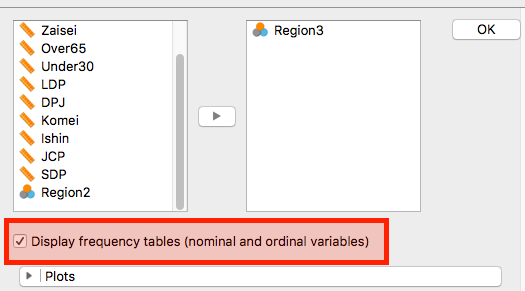 Zaisei
Over65
Under30
LDP
DPJ
Komei
Ishin
JCP
SDP
Region2
Region3
OK
Display frequency tables (nominal and ordinal variables)
Plots